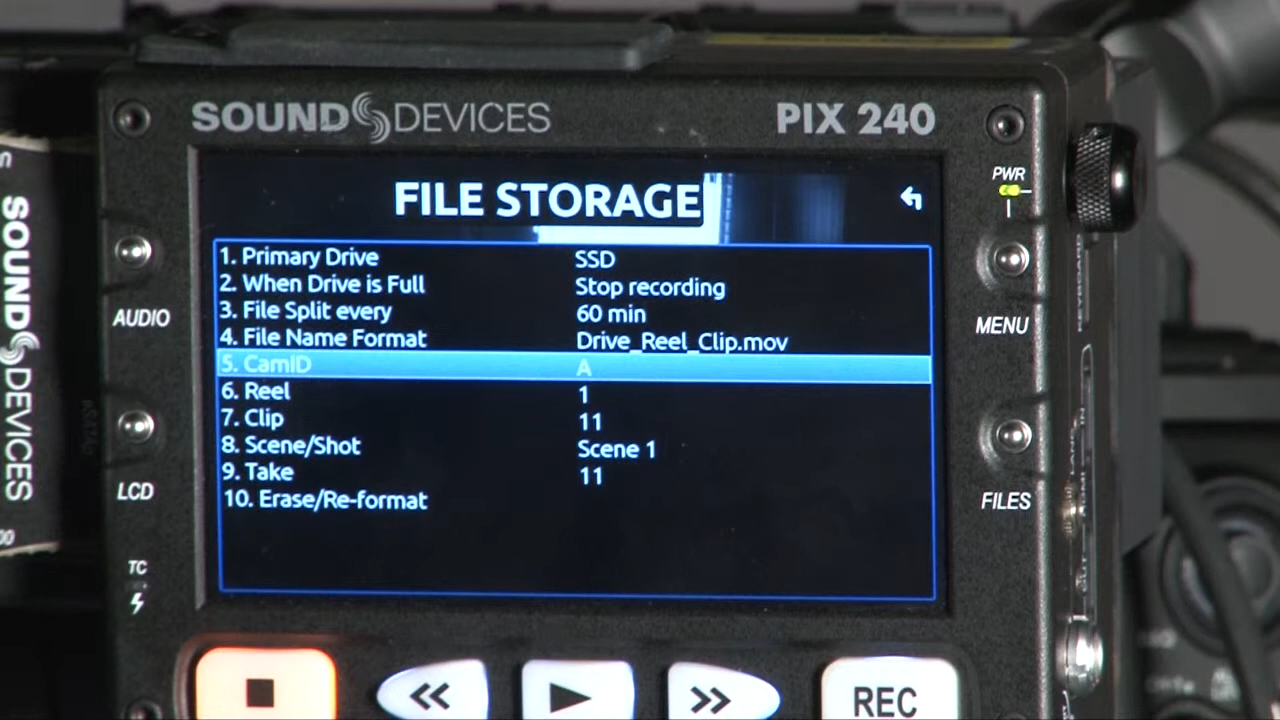 SOUND DEVICES PIX 240
FILE STORAGE
PWR
1. Primary Drive SSD
2. When Drive is Full Stop recording
3. File Split every 60 min
4. File Name Format Drive_Reel_Clip.mov
5. CamID A
6. Reel 1
7. Clip 11
8. Scene/Shot Scene 1
9. Take 11
10. Erase/Re-format
AUDIO
MENU
LCD
FILES
TC
REC
SOUND DEVICES
KEYBOARD